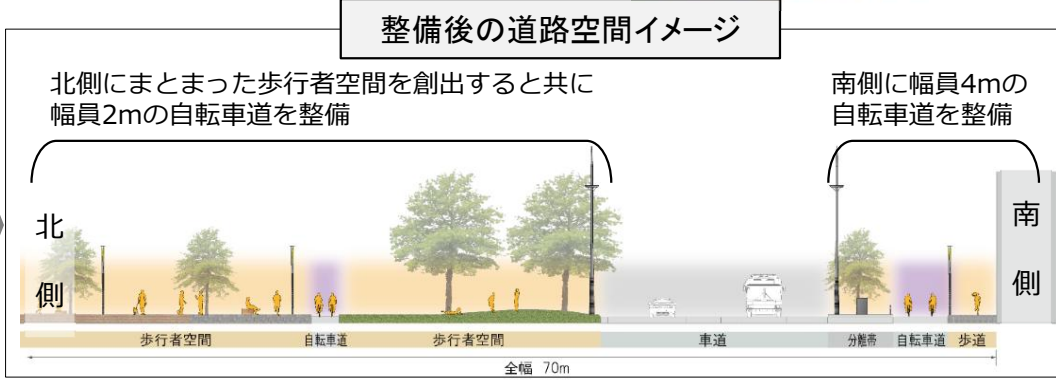 整備後の道路空間イメージ
北側にまとまった歩行者空間を創出すると共に
幅員2mの自転車道を整備
南側に幅員4mの
自転車道を整備
北側
南側
歩行者空間 自転車道 歩行者空間 車道 分離帯 自転車道 歩道
全幅 70m